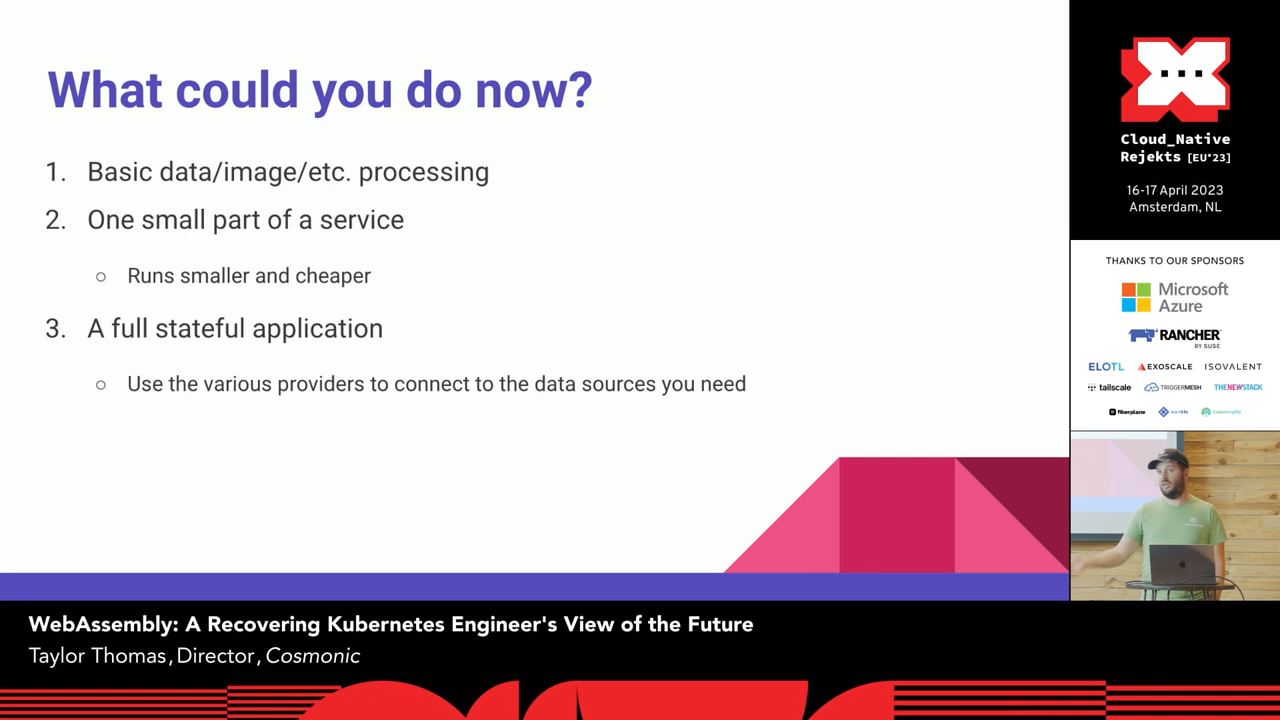 What could you do now?
1. Basic data/image/etc. processing
2. One small part of a service
○ Runs smaller and cheaper
3. A full stateful application
○ Use the various providers to connect to the data sources you need
Cloud_Native
Rejekts [EU*23]
16-17 April 2023
Amsterdam, NL
THANKS TO OUR SPONSORS
Microsoft
Azure
RANCHER
BY SUSE
ELOTL EXOSCALE ISOVALENT
tailscale TRIGGERMESH THENEWSTACK
fiberplane kubesimplify
WebAssembly: A Recovering Kubernetes Engineer's View of the Future
Taylor Thomas, Director, Cosmonic